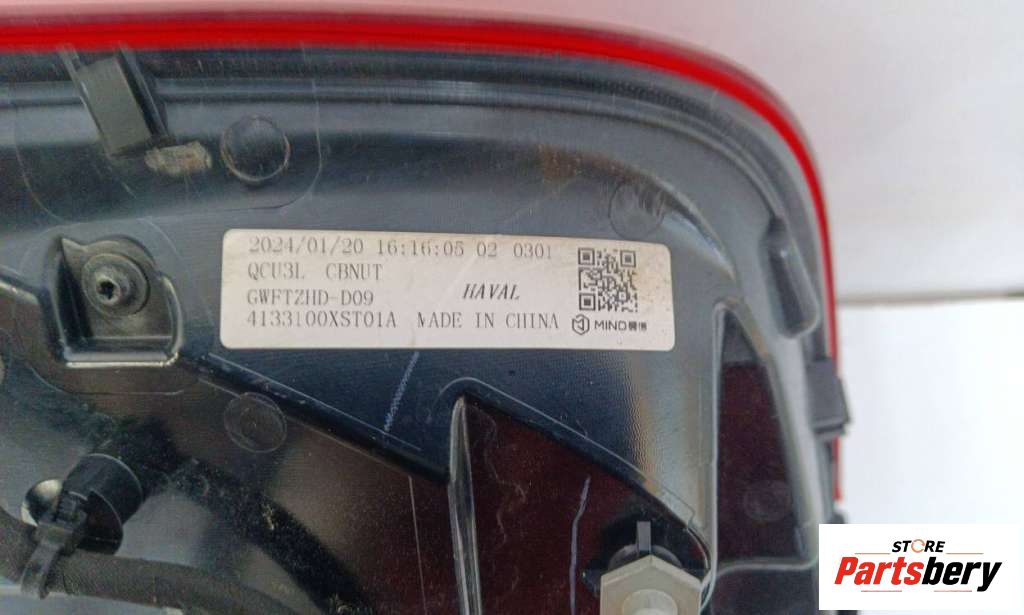 2024/01/20 16:16:05 02 0301
QCU3L CBNUT
GWFTZHD-D09 HAVAL
4133100XST01A MADE IN CHINA MIND
STORE
Partsbery